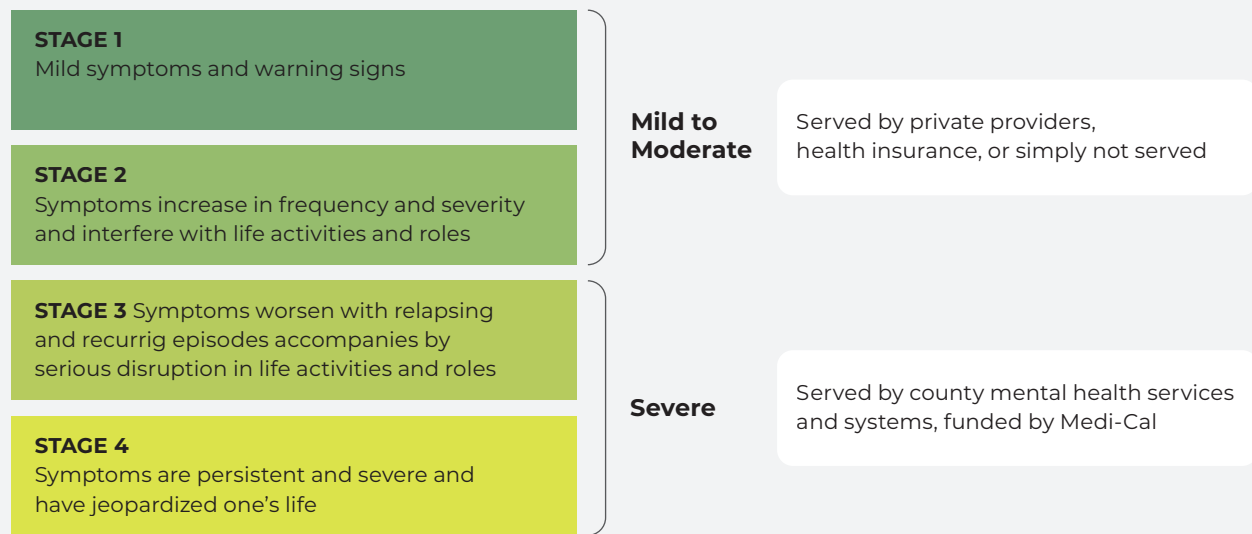 STAGE 1
Mild symptoms and warning signs
STAGE 2
Symptoms increase in frequency and severity
and interfere with life activities and roles
Mild to
Moderate
Served by private providers,
health insurance, or simply not served
STAGE 3 Symptoms worsen with relapsing
and recurrig episodes accompanies by
serious disruption in life activities and roles
STAGE 4
Symptoms are persistent and severe and
have jeopardized one’s life
Severe
Served by county mental health services
and systems, funded by Medi-Cal